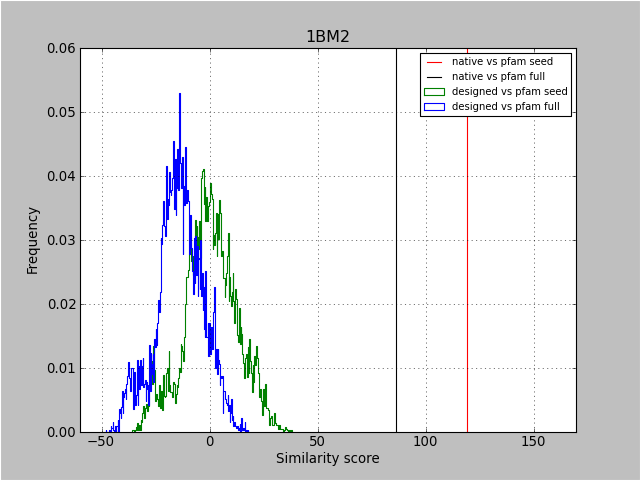 1BM2
0.06
0.05
0.04
0.03
0.02
0.01
0.00
Frequency
native vs pfam seed
native vs pfam full
designed vs pfam seed
designed vs pfam full
−50
0
50
100
150
Similarity score